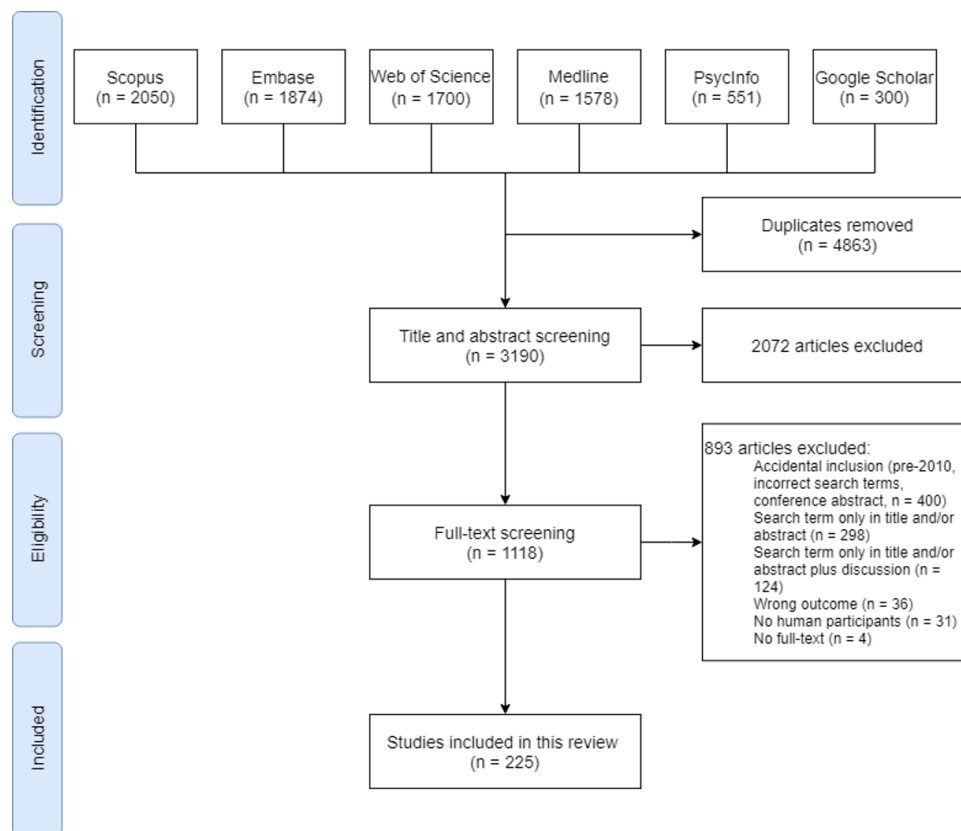 Identification
Scopus
(n = 2050)
Embase
(n = 1874)
Web of Science
(n = 1700)
Medline
(n = 1578)
PsycInfo
(n = 551)
Google Scholar
(n = 300)
Duplicates removed
(n = 4863)
Screening
Title and abstract screening
(n = 3190)
2072 articles excluded
Eligibility
Full-text screening
(n = 1118)
893 articles excluded:
Accidental inclusion (pre-2010,
incorrect search terms,
conference abstract, n = 400)
Search term only in title and/or
abstract (n = 298)
Search term only in title and/or
abstract plus discussion (n =
124)
Wrong outcome (n = 36)
No human participants (n = 31)
No full-text (n = 4)
Included
Studies included in this review
(n = 225)